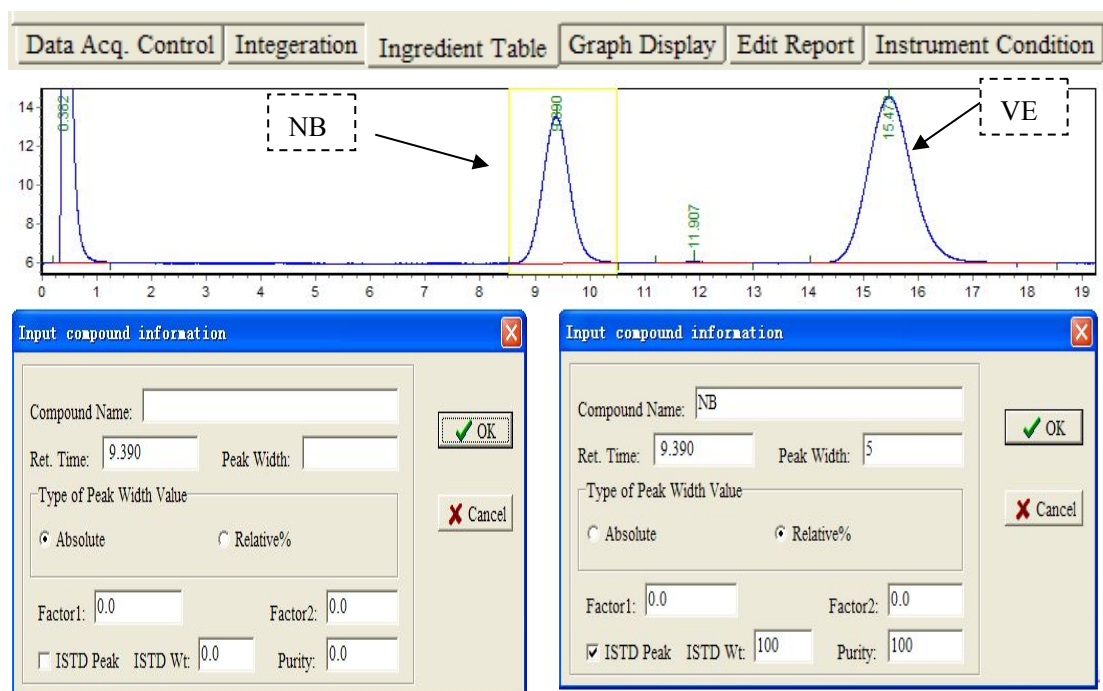 Data Acq. Control Integeration Ingredient Table Graph Display Edit Report Instrument Condition
14
12
10
8
6
0.382
NB
9.390
11.907
15.473
VE
0 1 2 3 4 5 6 7 8 9 10 11 12 13 14 15 16 17 18 19
Input compound information
Compound Name:
OK
Ret. Time: 9.390 Peak Width:
Type of Peak Width Value
Cancel
Absolute Relative%
Factor1: 0.0 Factor2: 0.0
ISTD Peak ISTD Wt: 0.0 Purity: 0.0
Input compound information
Compound Name: NB
OK
Ret. Time: 9.390 Peak Width: 5
Type of Peak Width Value
Cancel
Absolute Relative%
Factor1: 0.0 Factor2: 0.0
ISTD Peak ISTD Wt: 100 Purity: 100